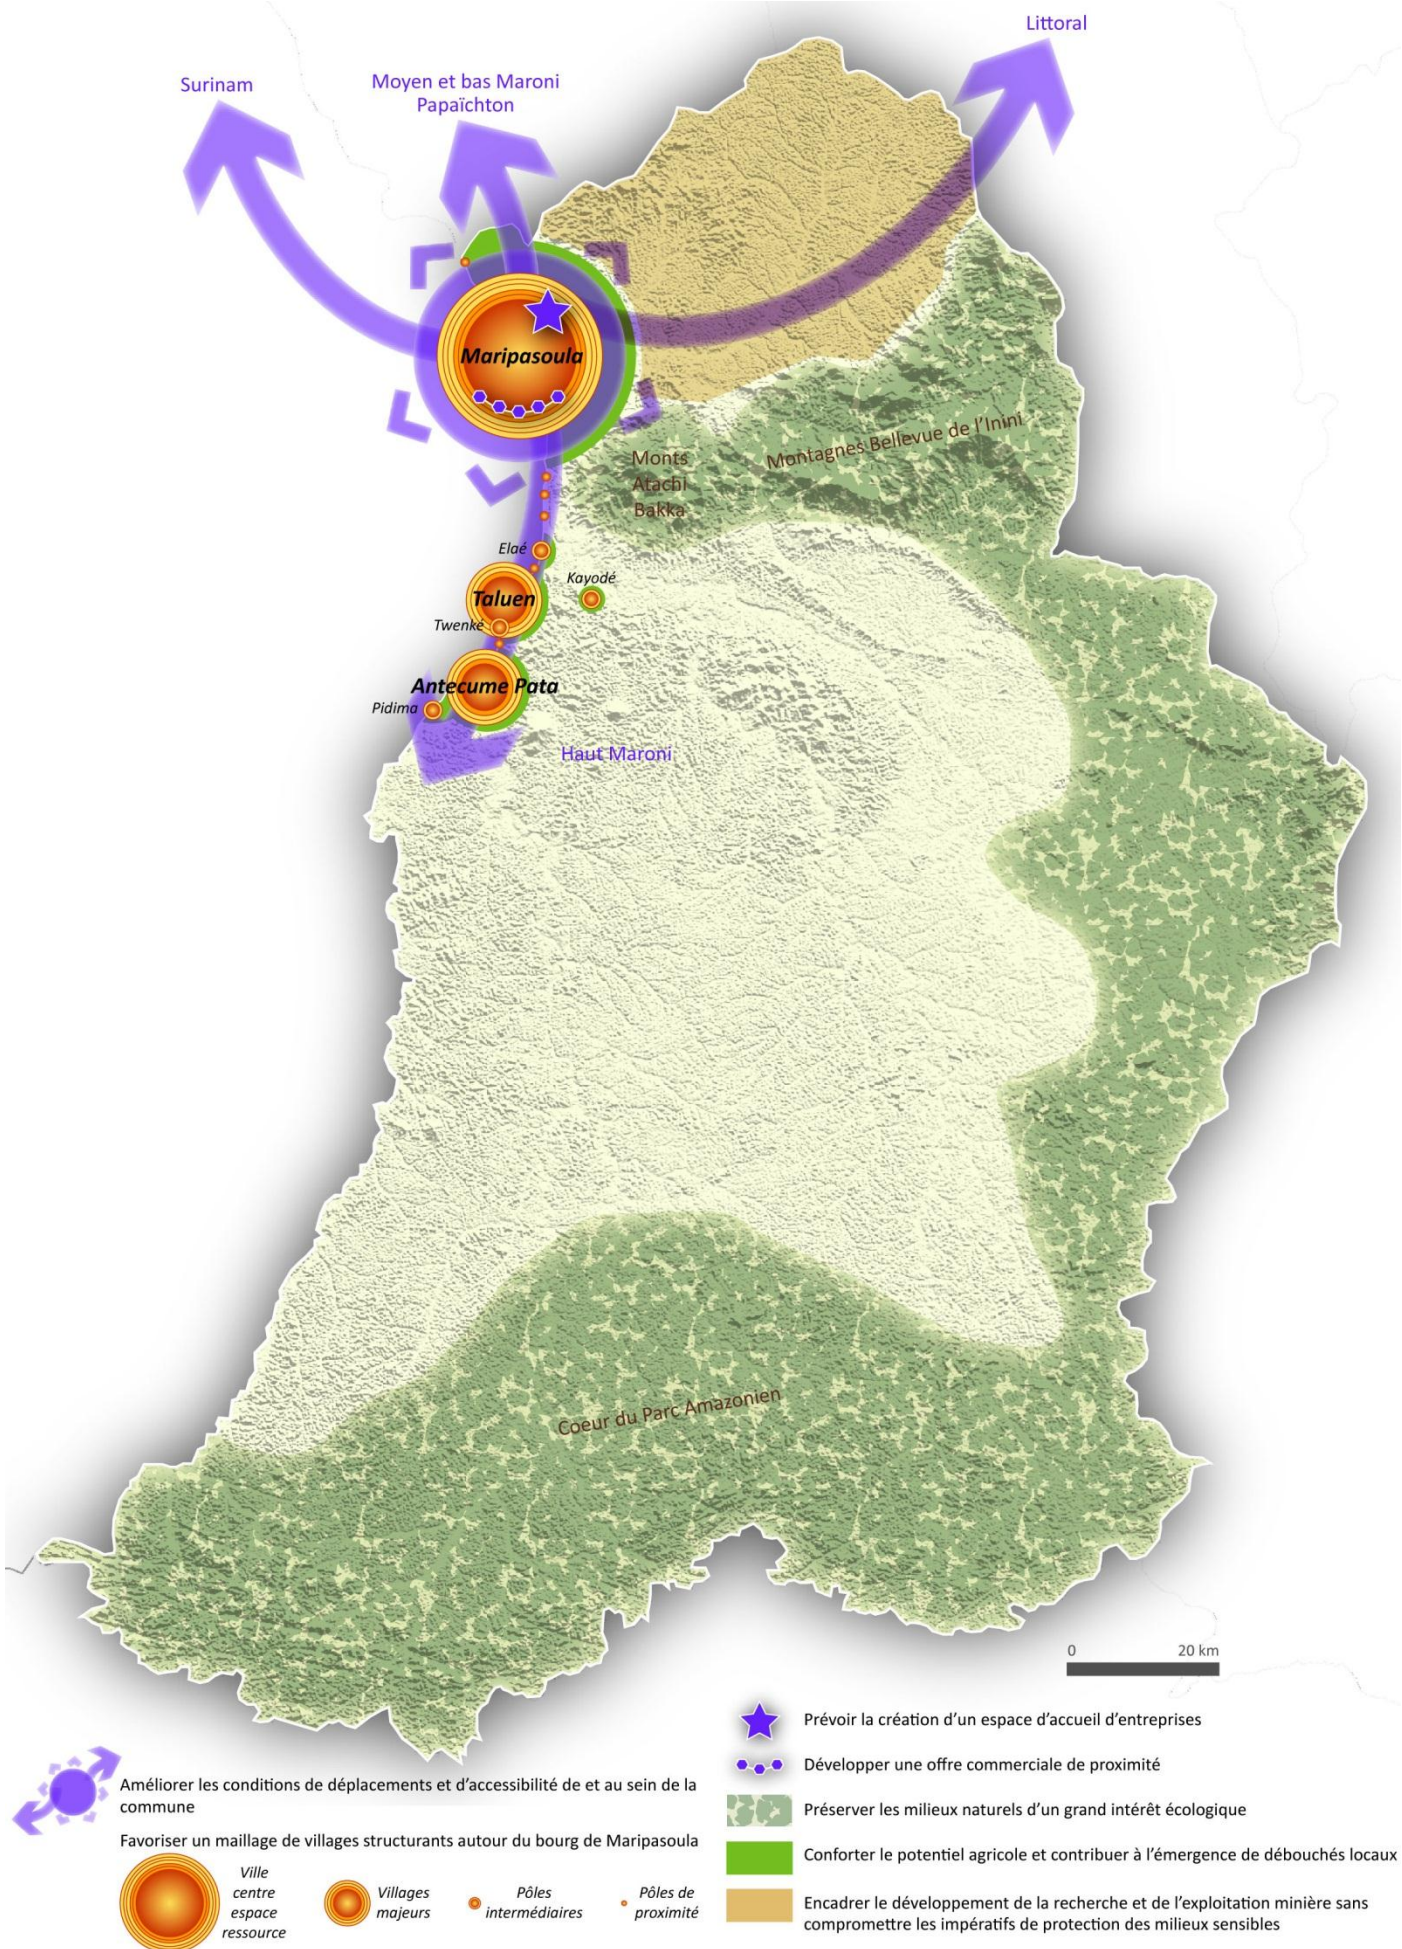 Littoral
Surinam
Moyen et bas Maroni
Papaïchton
Maripasoula
Montagnes Bellevue de l'Inini
Monts
Atachi
Bakka
Elaé
Kayodé
Taluen
Twenké
Antecume Pata
Pidima
Haut Maroni
Coeur du Parc Amazonien
0 20 km
Améliorer les conditions de déplacements et d'accessibilité de et au sein de la
commune
Favoriser un maillage de villages structurants autour du bourg de Maripasoula
Ville
centre
espace
ressource
Villages
majeurs
Pôles
intermédiaires
Pôles de
proximité
Prévoir la création d'un espace d'accueil d'entreprises
Développer une offre commerciale de proximité
Préserver les milieux naturels d'un grand intérêt écologique
Conforter le potentiel agricole et contribuer à l'émergence de débouchés locaux
Encadrer le développement de la recherche et de l'exploitation minière sans
compromettre les impératifs de protection des milieux sensibles